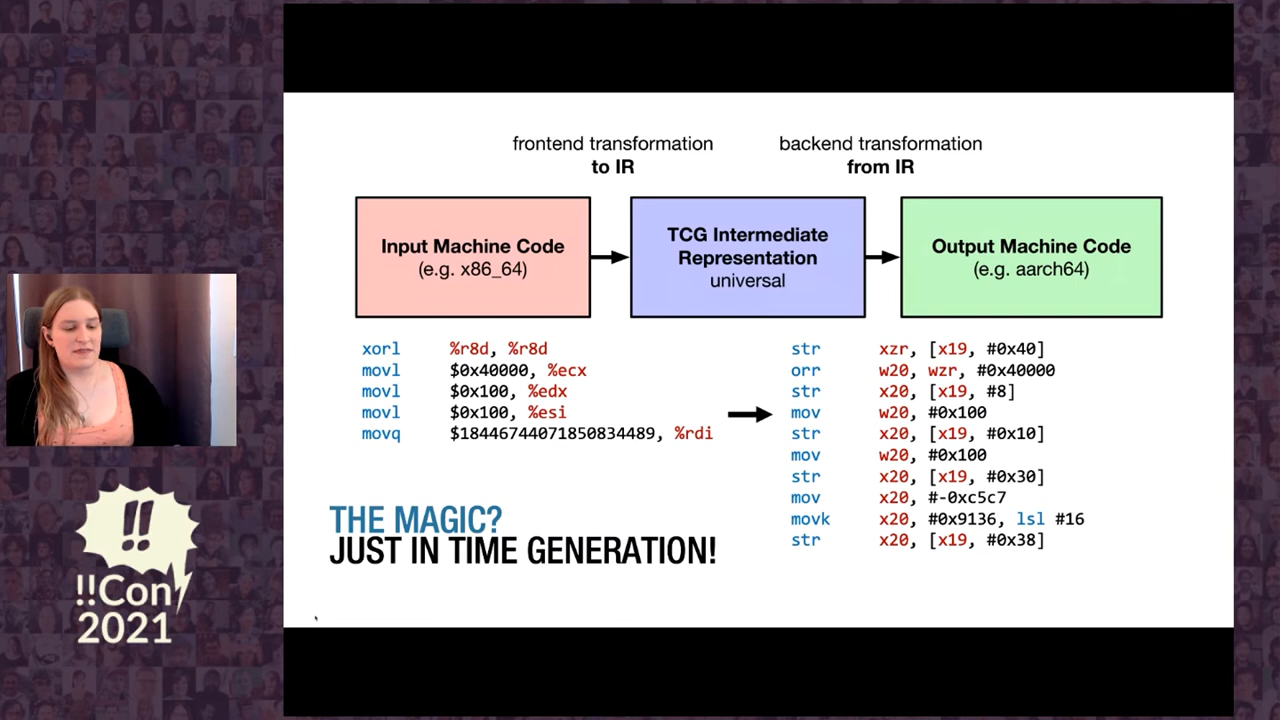 frontend transformation
to IR
backend transformation
from IR
Input Machine Code
(e.g. x86_64)
TCG Intermediate
Representation
universal
Output Machine Code
(e.g. aarch64)
xorl %r8d, %r8d
movl $0x40000, %ecx
movl $0x100, %edx
movl $0x100, %esi
movq $18446744071850834489, %rdi
str xzr, [x19, #0x40]
orr w20, wzr, #0x40000
str x20, [x19, #8]
mov w20, #0x100
str x20, [x19, #0x10]
mov w20, #0x100
str x20, [x19, #0x30]
mov x20, #-0xc5c7
movk x20, #0x9136, lsl #16
str x20, [x19, #0x38]
THE MAGIC?
JUST IN TIME GENERATION!
!!
!!Con
2021